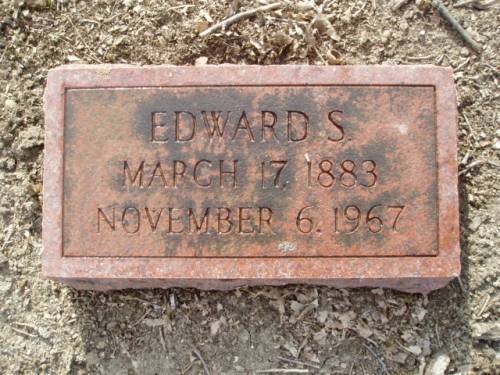 EDWARD S.
MARCH 17, 1883
NOVEMBER 6, 1967